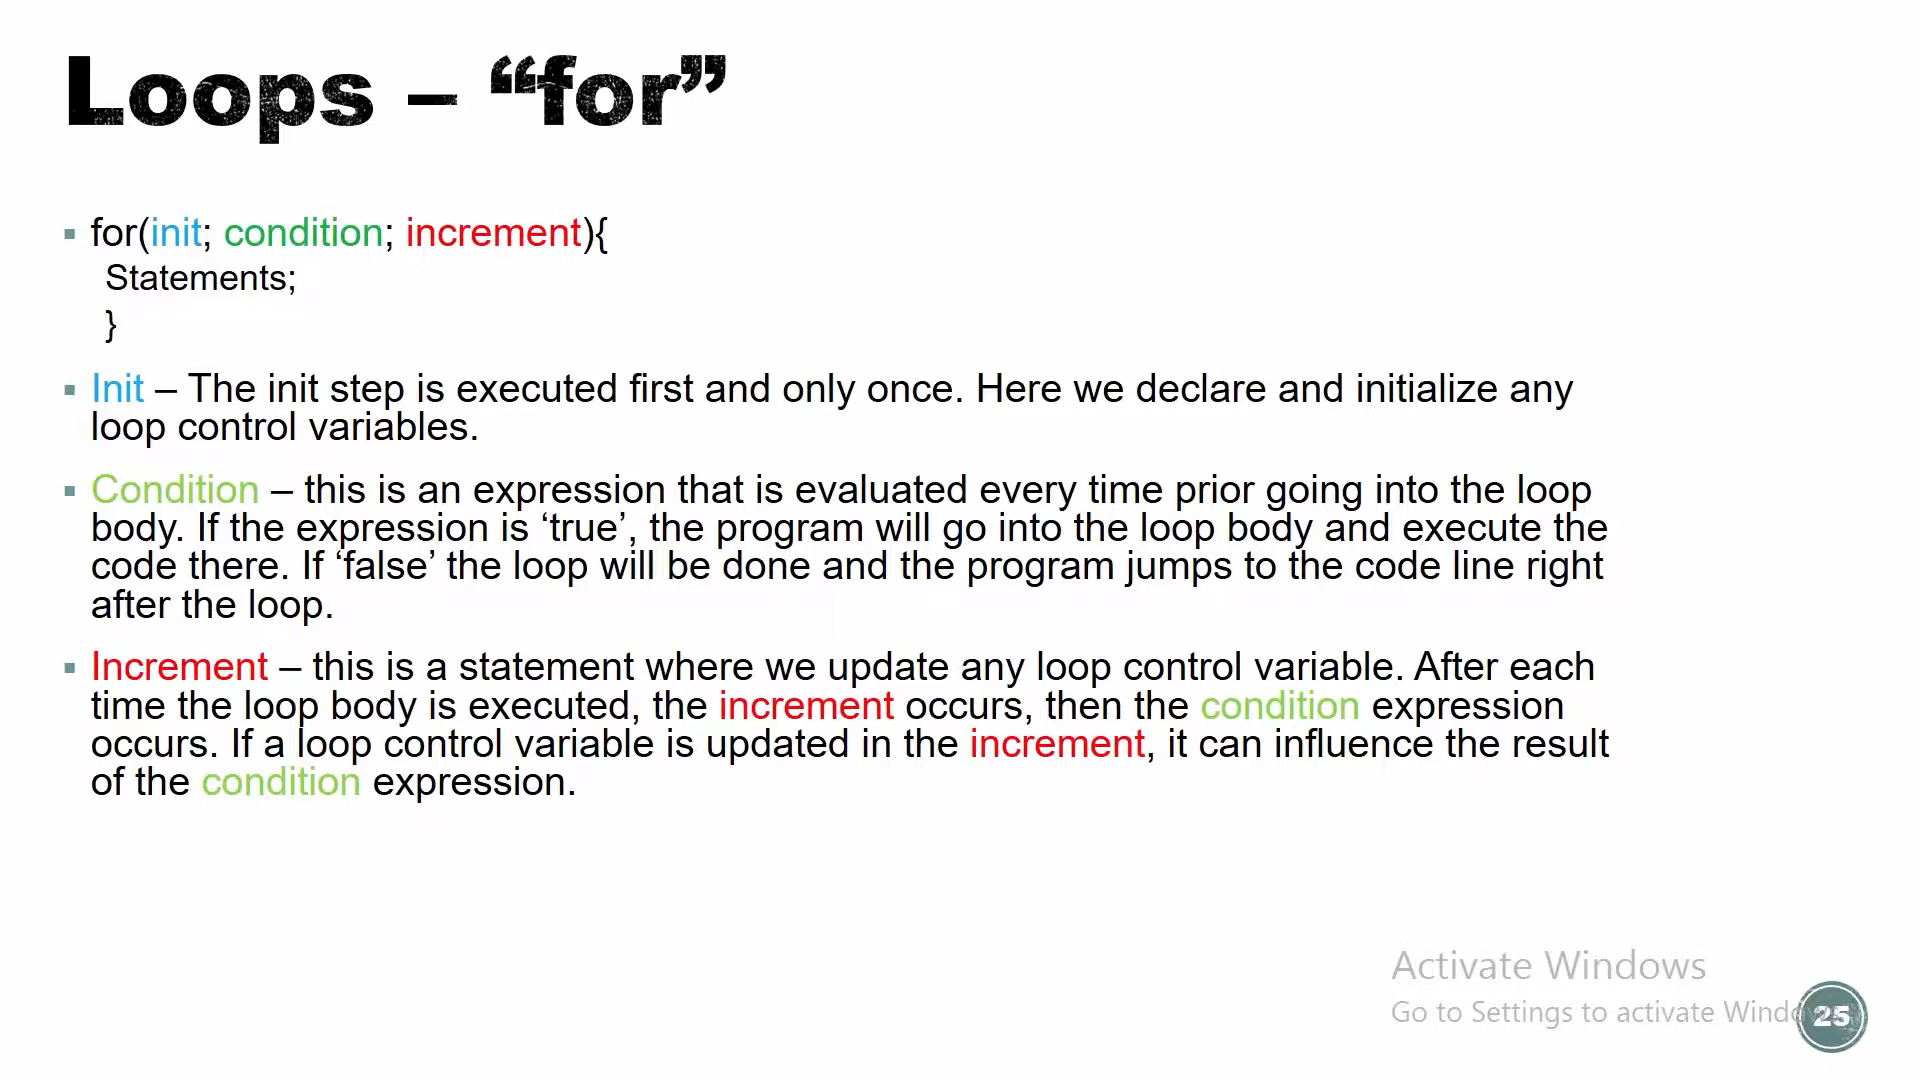 Loops – “for”
for(init; condition; increment){
Statements;
}
Init – The init step is executed first and only once. Here we declare and initialize any
loop control variables.
Condition – this is an expression that is evaluated every time prior going into the loop
body. If the expression is ‘true’, the program will go into the loop body and execute the
code there. If ‘false’ the loop will be done and the program jumps to the code line right
after the loop.
Increment – this is a statement where we update any loop control variable. After each
time the loop body is executed, the increment occurs, then the condition expression
occurs. If a loop control variable is updated in the increment, it can influence the result
of the condition expression.
Activate Windows
Go to Settings to activate Windows.
25